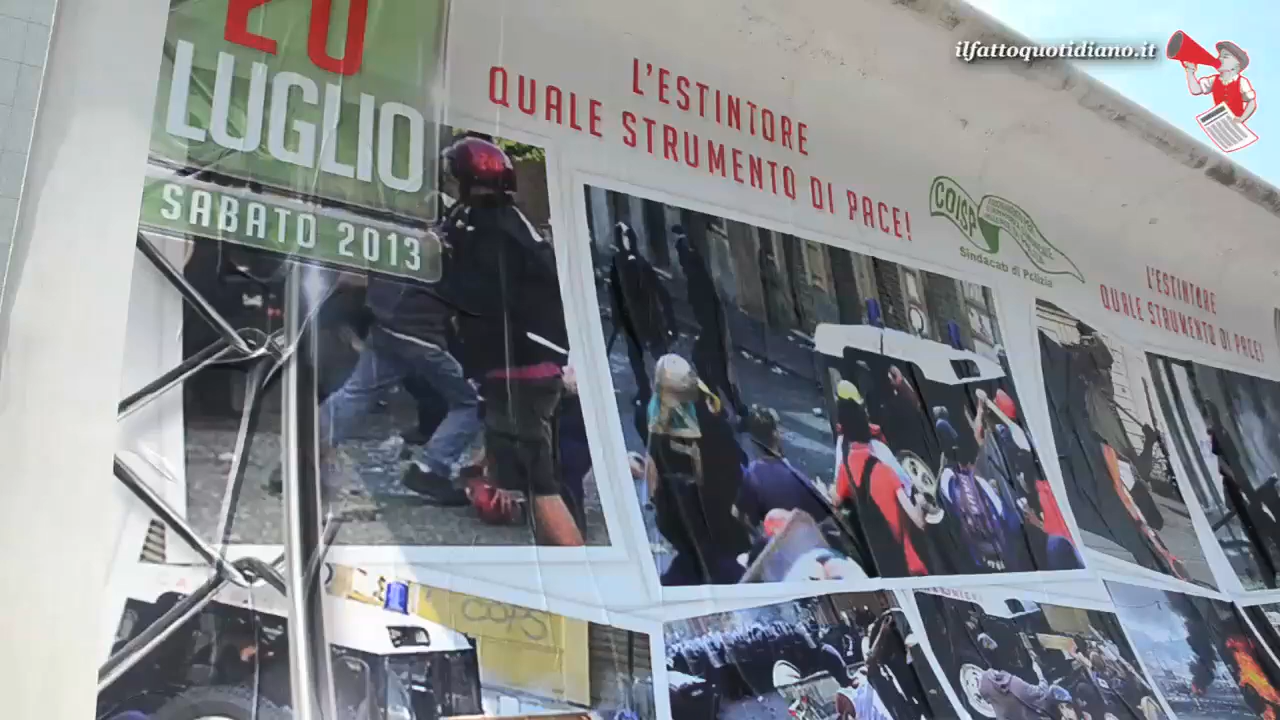 ilfattoquotidiano.it
20
LUGLIO
SABATO 2013
L'ESTINTORE
QUALE STRUMENTO DI PACE!
COISP
Sindacati di Polizia
L'ESTINTORE
QUALE STRUMENTO DI PACE!
COPS